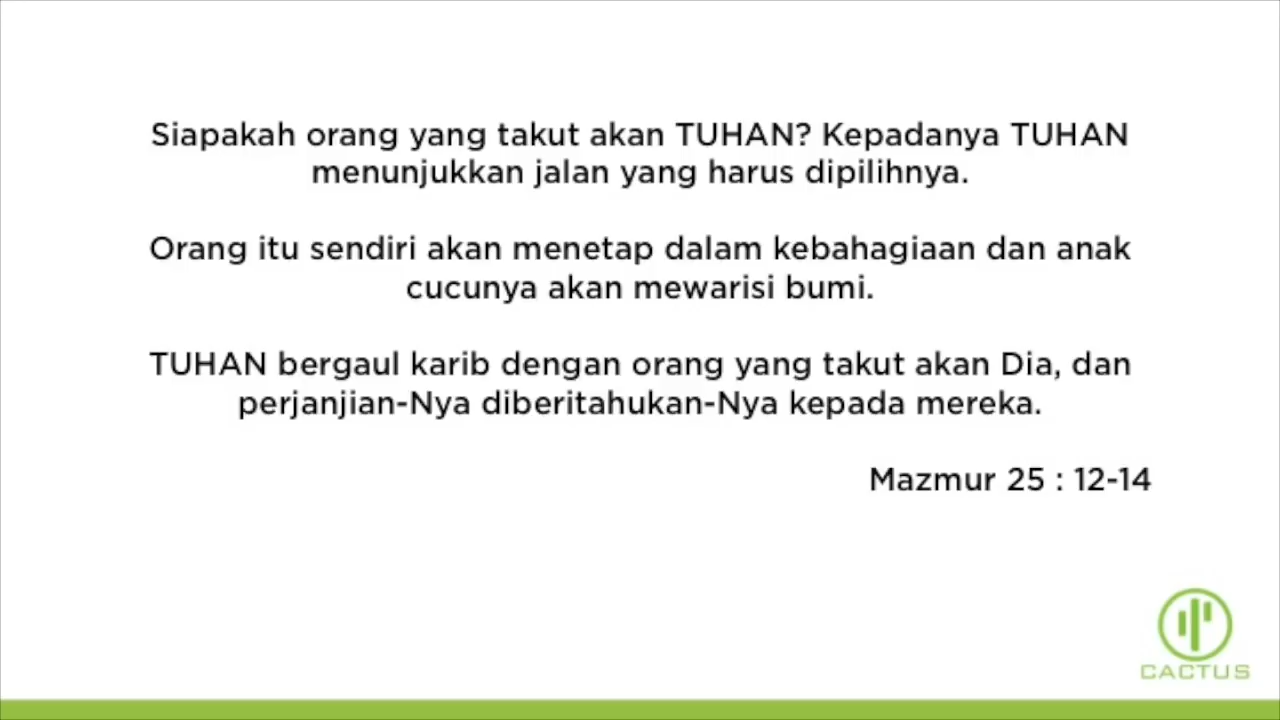 Siapakah orang yang takut akan TUHAN? Kepadanya TUHAN
menunjukkan jalan yang harus dipilihnya.
Orang itu sendiri akan menetap dalam kebahagiaan dan anak
cucunya akan mewarisi bumi.
TUHAN bergaul karib dengan orang yang takut akan Dia, dan
perjanjian-Nya diberitahukan-Nya kepada mereka.
Mazmur 25 : 12-14
CACTUS